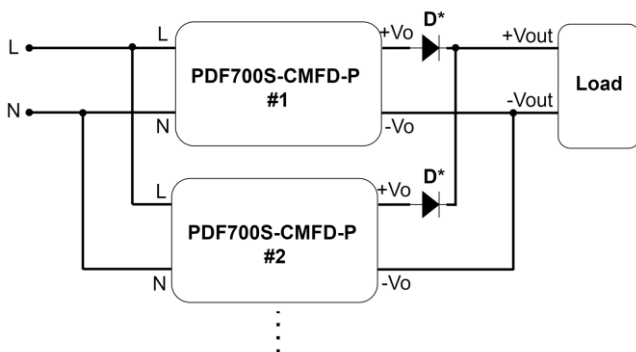 D*
L +Vo +Vout
L PDF700S-CMFD-P Load
#1
N -Vout
N -Vo
D*
L +Vo
PDF700S-CMFD-P
#2
N -Vo